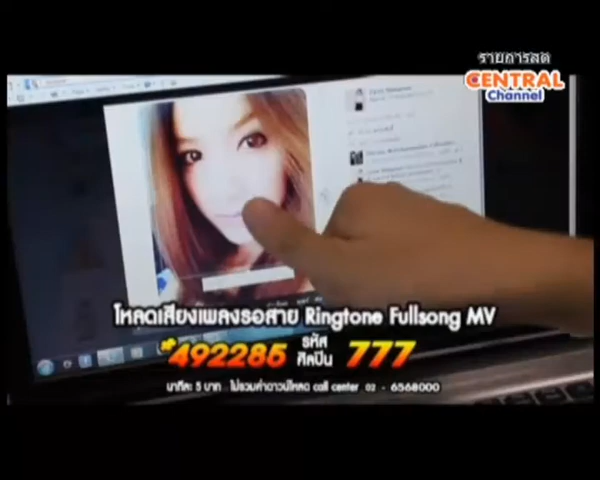 รายการสด
CENTRAL
Channel
โหลดเสียงเพลงรอสาย Ringtone Fullsong MV
*492285 รหัสศิลปิน 777
นาทีละ 5 บาท ไม่รวมค่าดาวน์โหลด call center 02 - 6568000